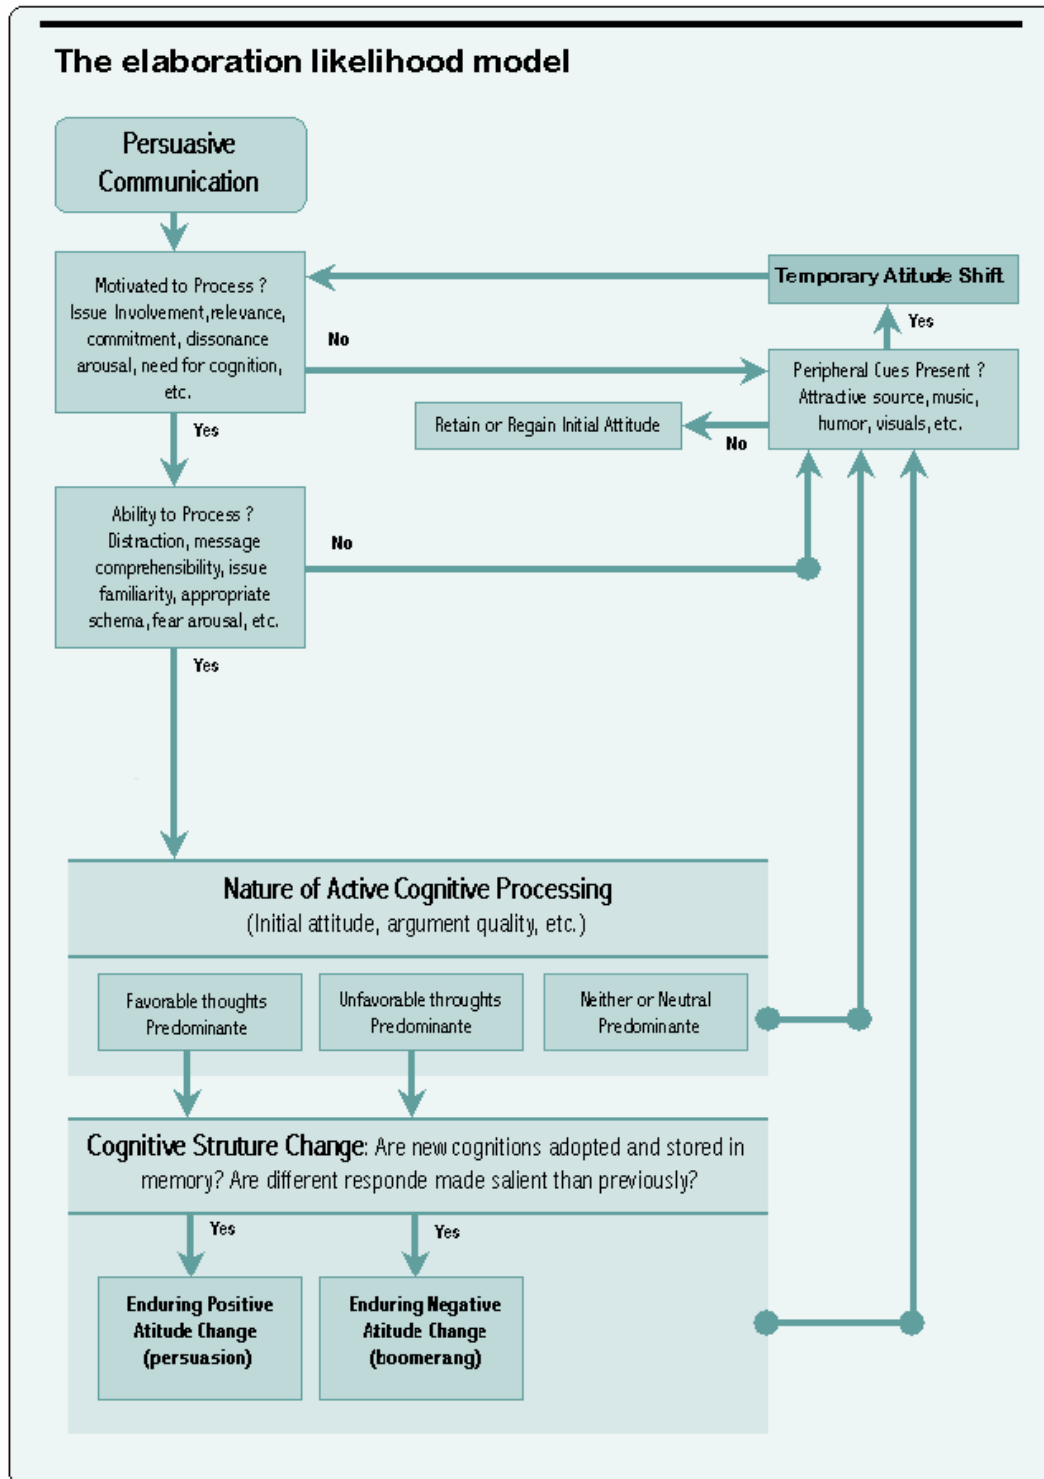 The elaboration likelihood model
Persuasive
Communication
Motivated to Process ?
Issue Involvement, relevance,
commitment, dissonance
arousal, need for cognition,
etc.
No
Temporary Atitude Shift
Yes
Peripheral Cues Present ?
Attractive source, music,
humor, visuals, etc.
Retain or Regain Initial Attitude
No
Yes
Ability to Process ?
Distraction, message
comprehensibility, issue
familiarity, appropriate
schema, fear arousal, etc.
No
Yes
Nature of Active Cognitive Processing
(Initial attitude, argument quality, etc.)
Favorable thoughts
Predominante
Unfavorable throughts
Predominante
Neither or Neutral
Predominante
Cognitive Struture Change: Are new cognitions adopted and stored in
memory? Are different responde made salient than previously?
Yes
Yes
Enduring Positive
Atitude Change
(persuasion)
Enduring Negative
Atitude Change
(boomerang)